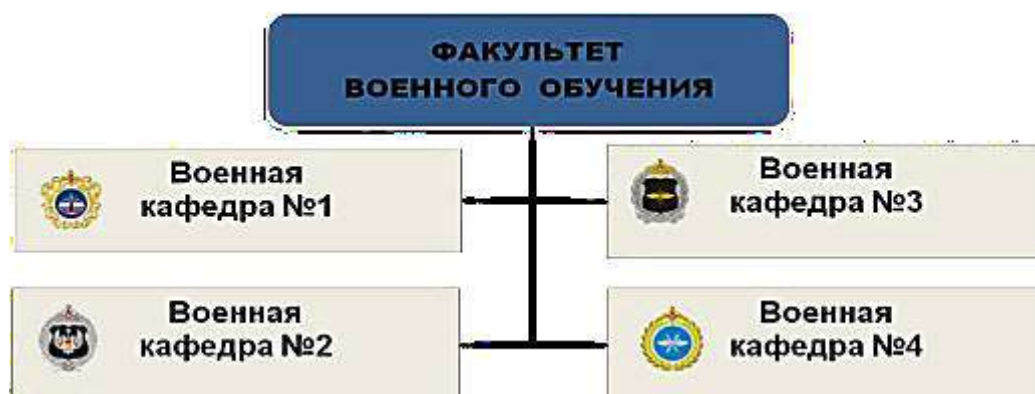 ФАКУЛЬТЕТ
ВОЕННОГО ОБУЧЕНИЯ
Военная
кафедра №1
Военная
кафедра №3
Военная
кафедра №2
Военная
кафедра №4